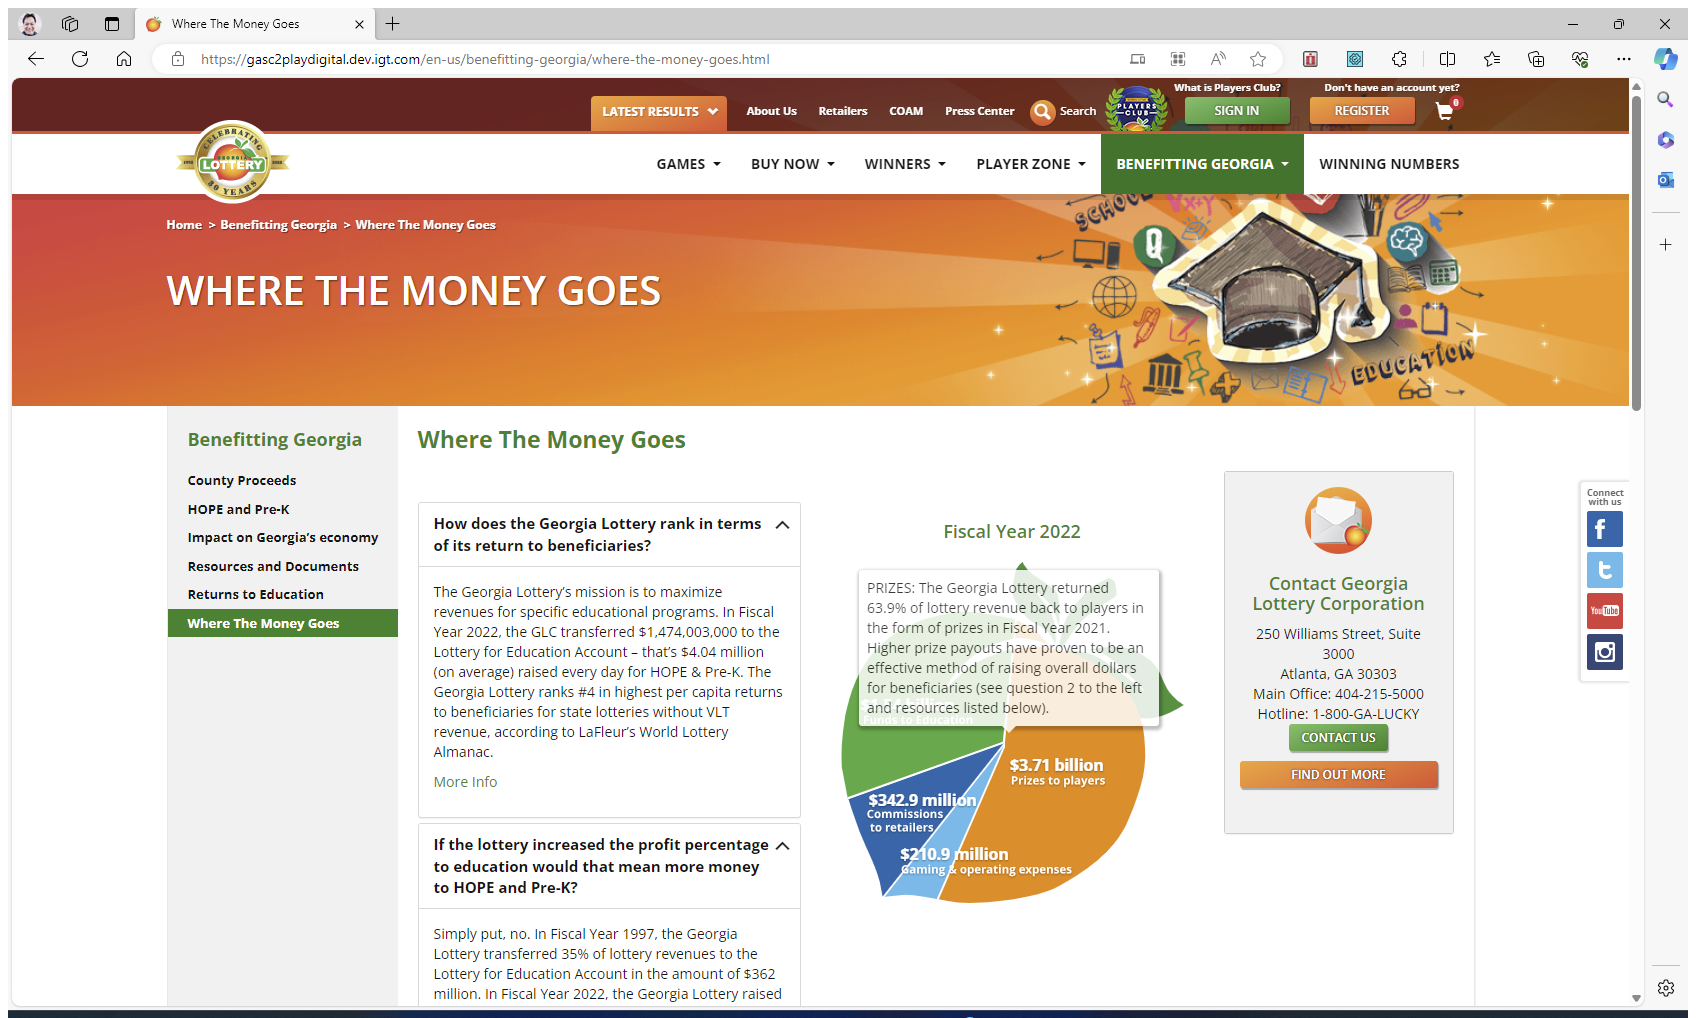 Where The Money Goes
https://gasc2playdigital.dev.igt.com/en-us/benefitting-georgia/where-the-money-goes.html
What is Players Club?
Don't have an account yet?
LATEST RESULTS
About Us
Retailers
COAM
Press Center
Search
PLAYERS
CLUB
SIGN IN
REGISTER
0
CELEBRATING
GEORGIA
LOTTERY
30 YEARS
GAMES
BUY NOW
WINNERS
PLAYER ZONE
BENEFITTING GEORGIA
WINNING NUMBERS
Home > Benefitting Georgia > Where The Money Goes
WHERE THE MONEY GOES
SCHOOL
Vx+y
Q
EDUCATION
Benefitting Georgia
County Proceeds
HOPE and Pre-K
Impact on Georgia's economy
Resources and Documents
Returns to Education
Where The Money Goes
Where The Money Goes
How does the Georgia Lottery rank in terms
of its return to beneficiaries?
The Georgia Lottery's mission is to maximize
revenues for specific educational programs. In Fiscal
Year 2022, the GLC transferred $1,474,003,000 to the
Lottery for Education Account – that's $4.04 million
(on average) raised every day for HOPE & Pre-K. The
Georgia Lottery ranks #4 in highest per capita returns
to beneficiaries for state lotteries without VLT
revenue, according to LaFleur's World Lottery
Almanac.
More Info
If the lottery increased the profit percentage
to education would that mean more money
to HOPE and Pre-K?
Simply put, no. In Fiscal Year 1997, the Georgia
Lottery transferred 35% of lottery revenues to the
Lottery for Education Account in the amount of $362
million. In Fiscal Year 2022, the Georgia Lottery raised
Fiscal Year 2022
PRIZES: The Georgia Lottery returned
63.9% of lottery revenue back to players in
the form of prizes in Fiscal Year 2021.
Higher prize payouts have proven to be an
effective method of raising overall dollars
for beneficiaries (see question 2 to the left
and resources listed below).
Funds to Education
$3.71 billion
Prizes to players
$342.9 million
Commissions
to retailers
$210.9 million
Gaming & operating expenses
Contact Georgia
Lottery Corporation
250 Williams Street, Suite
3000
Atlanta, GA 30303
Main Office: 404-215-5000
Hotline: 1-800-GA-LUCKY
CONTACT US
FIND OUT MORE
Connect
with us
YouTube